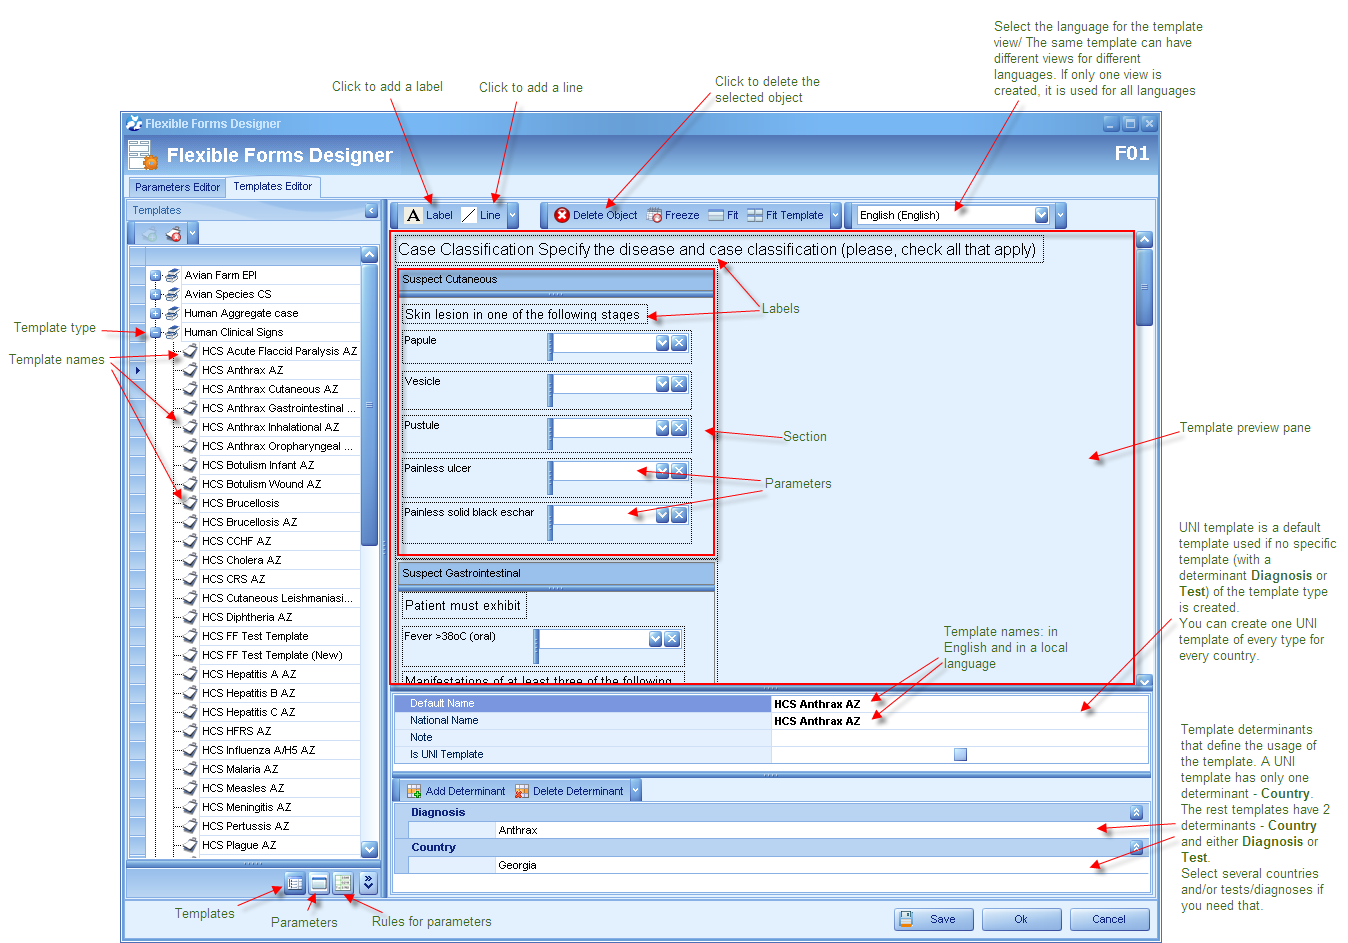 Select the language for the template
view/ The same template can have
different views for different
languages. If only one view is
created, it is used for all languages
Click to add a label
Click to add a line
Click to delete the
selected object
Flexible Forms Designer
Flexible Forms Designer
F01
Parameters Editor
Templates Editor
Templates
Label
Line
Delete Object
Freeze
Fit
Fit Template
English (English)
Case Classification Specify the disease and case classification (please, check all that apply)
Suspect Cutaneous
Skin lesion in one of the following stages
Papule
Vesicle
Pustule
Painless ulcer
Painless solid black eschar
Suspect Gastrointestinal
Patient must exhibit
Fever >38oC (oral)
Manifestations of at least three of the following
Labels
Section
Parameters
Template preview pane
Template type
Template names
Avian Farm EPI
Avian Species CS
Human Aggregate case
Human Clinical Signs
HCS Acute Flaccid Paralysis AZ
HCS Anthrax AZ
HCS Anthrax Cutaneous AZ
HCS Anthrax Gastrointestinal ...
HCS Anthrax Inhalational AZ
HCS Anthrax Oropharyngeal ...
HCS Botulism Infant AZ
HCS Botulism Wound AZ
HCS Brucellosis
HCS Brucellosis AZ
HCS CCHF AZ
HCS Cholera AZ
HCS CRS AZ
HCS Cutaneous Leishmaniasi...
HCS Diphtheria AZ
HCS FF Test Template
HCS FF Test Template (New)
HCS Hepatitis A AZ
HCS Hepatitis B AZ
HCS Hepatitis C AZ
HCS HFRS AZ
HCS Influenza A/H5 AZ
HCS Malaria AZ
HCS Measles AZ
HCS Meningitis AZ
HCS Pertussis AZ
HCS Plague AZ
UNI template is a default
template used if no specific
template (with a
determinant Diagnosis or
Test) of the template type
is created.
You can create one UNI
template of every type for
every country.
Template names: in
English and in a local
language
Default Name
HCS Anthrax AZ
National Name
HCS Anthrax AZ
Note
Is UNI Template
Add Determinant
Delete Determinant
Diagnosis
Anthrax
Country
Georgia
Template determinants
that define the usage of
the template. A UNI
template has only one
determinant - Country.
The rest templates have 2
determinants - Country
and either Diagnosis or
Test.
Select several countries
and/or tests/diagnoses if
you need that.
Templates
Parameters
Rules for parameters
Save
Ok
Cancel